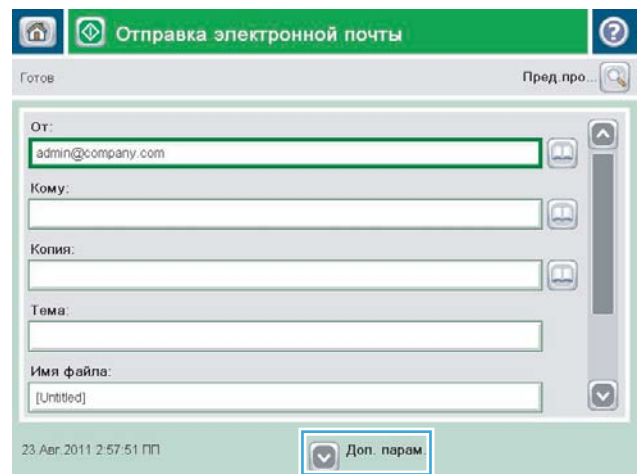 Отправка электронной почты
Готов
Пред.про...
От:
admin@company.com
Кому:
Копия:
Тема:
Имя файла:
[Untitled]
23 Авг 2011 2:57:51 ПП
Доп. парам.